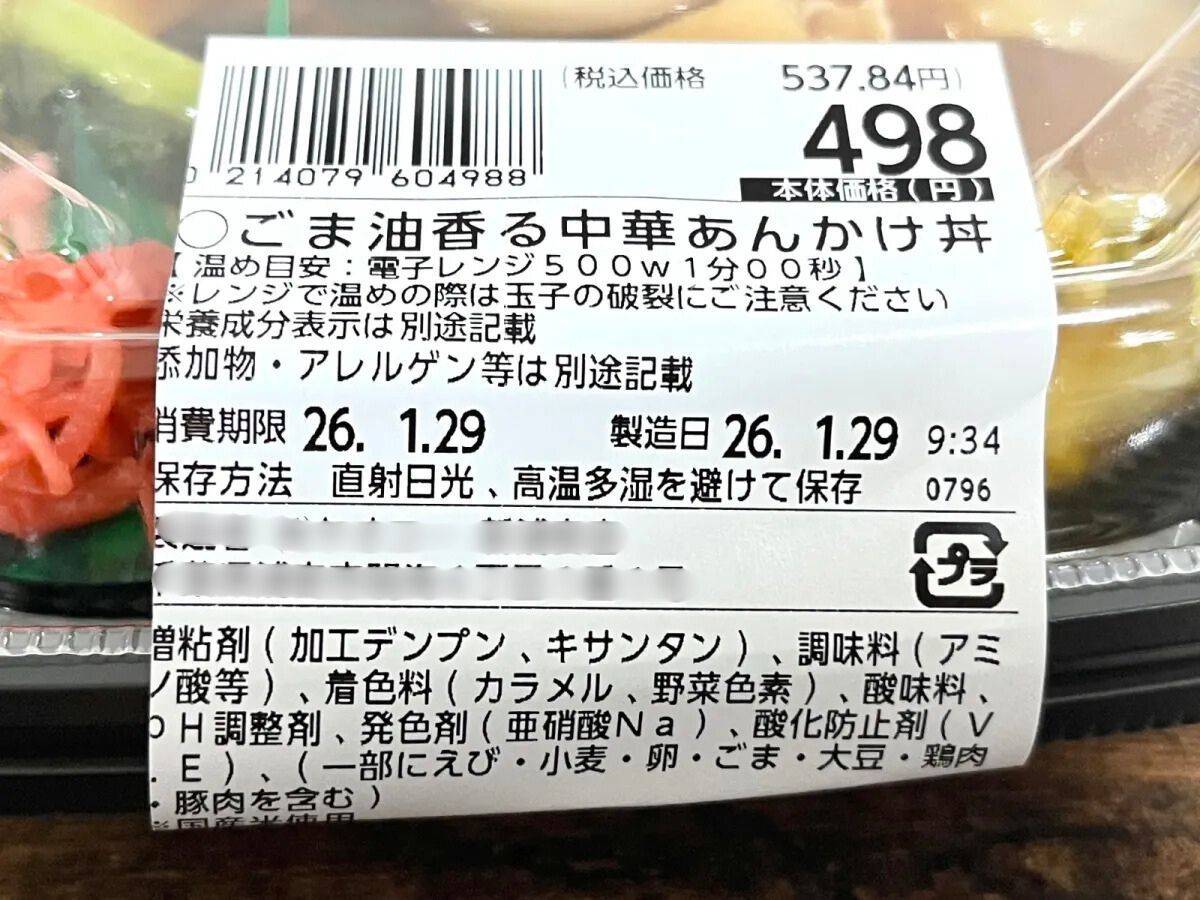 (税込価格 537.84円)
498
本体価格(円)
0 214079 604988
○ごま油香る中華あんかけ丼
【温め目安:電子レンジ500w1分00秒】
※レンジで温めの際は玉子の破裂にご注意ください
栄養成分表示は別途記載
添加物・アレルゲン等は別途記載
消費期限 26. 1.29 製造日 26. 1.29 9:34
保存方法 直射日光、高温多湿を避けて保存 0796
プラ
増粘剤(加工デンプン、キサンタン)、調味料(アミ
ノ酸等)、着色料(カラメル、野菜色素)、酸味料、
pH調整剤、発色剤(亜硝酸Na)、酸化防止剤(V
.E)、(一部にえび・小麦・卵・ごま・大豆・鶏肉
・豚肉を含む)
※国産米使用